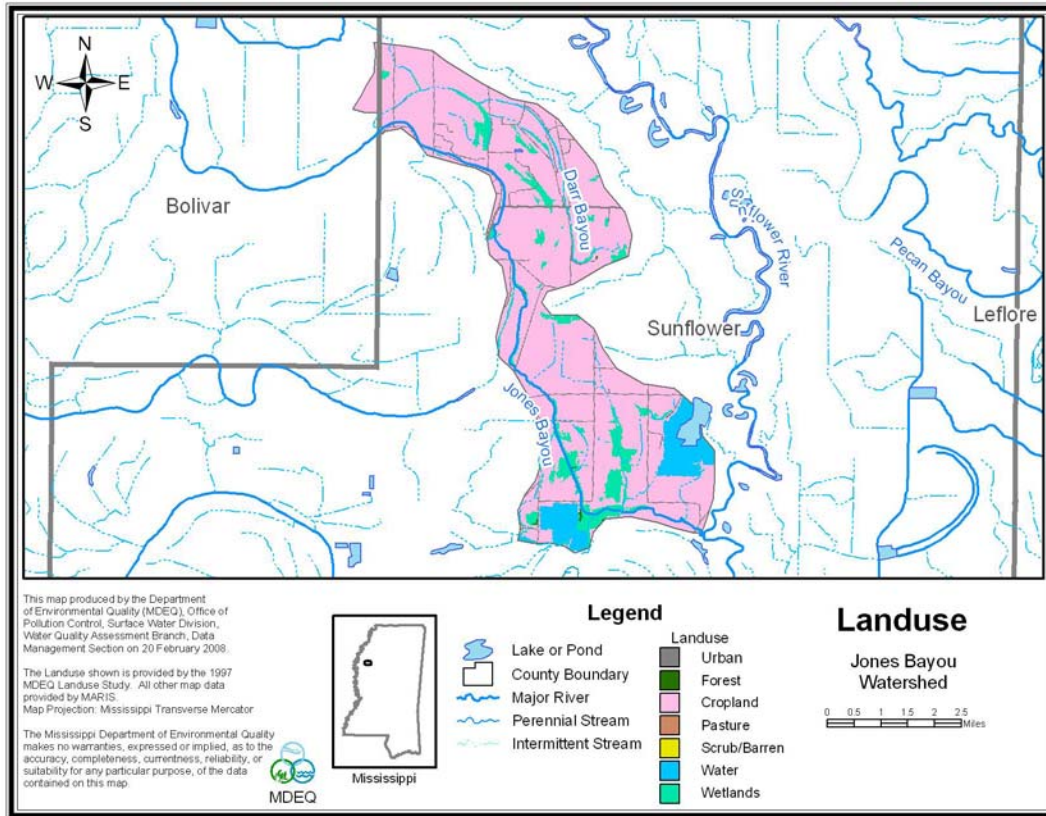 N
W E
S
Bolivar
Darr Bayou
Sunflower River
Pecan Bayou
Leflore
Sunflower
Jones Bayou
This map produced by the Department
of Environmental Quality (MDEQ), Office of
Pollution Control, Surface Water Division,
Water Quality Assessment Branch, Data
Management Section on 20 February 2008.
The Landuse shown is provided by the 1997
MDEQ Landuse Study. All other map data
provided by MARIS.
Map Projection: Mississippi Transverse Mercator
The Mississippi Department of Environmental Quality
makes no warranties, expressed or implied, as to the
accuracy, completeness, currentness, reliability, or
suitability for any particular purpose, of the data
contained on this map.
MDEQ
Mississippi
Legend
Lake or Pond
County Boundary
Major River
Perennial Stream
Intermittent Stream
Landuse
Urban
Forest
Cropland
Pasture
Scrub/Barren
Water
Wetlands
Landuse
Jones Bayou
Watershed
0 0.5 1 1.5 2 2.5
Miles